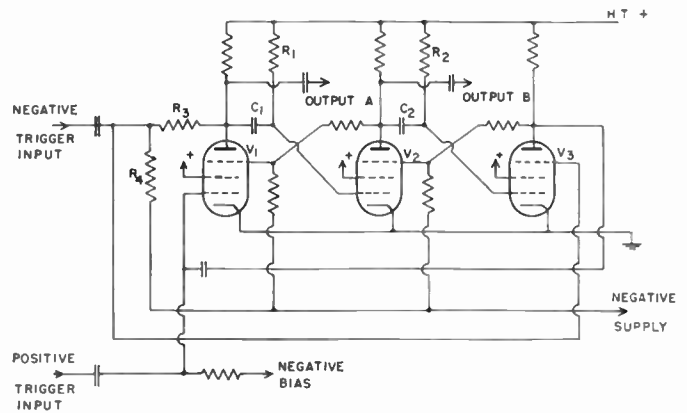 HT +
R1
R2
OUTPUT A
OUTPUT B
NEGATIVE
TRIGGER
INPUT
R3
C1
C2
R4
+
V1
+
V2
+
V3
NEGATIVE
SUPPLY
POSITIVE
TRIGGER
INPUT
NEGATIVE
BIAS